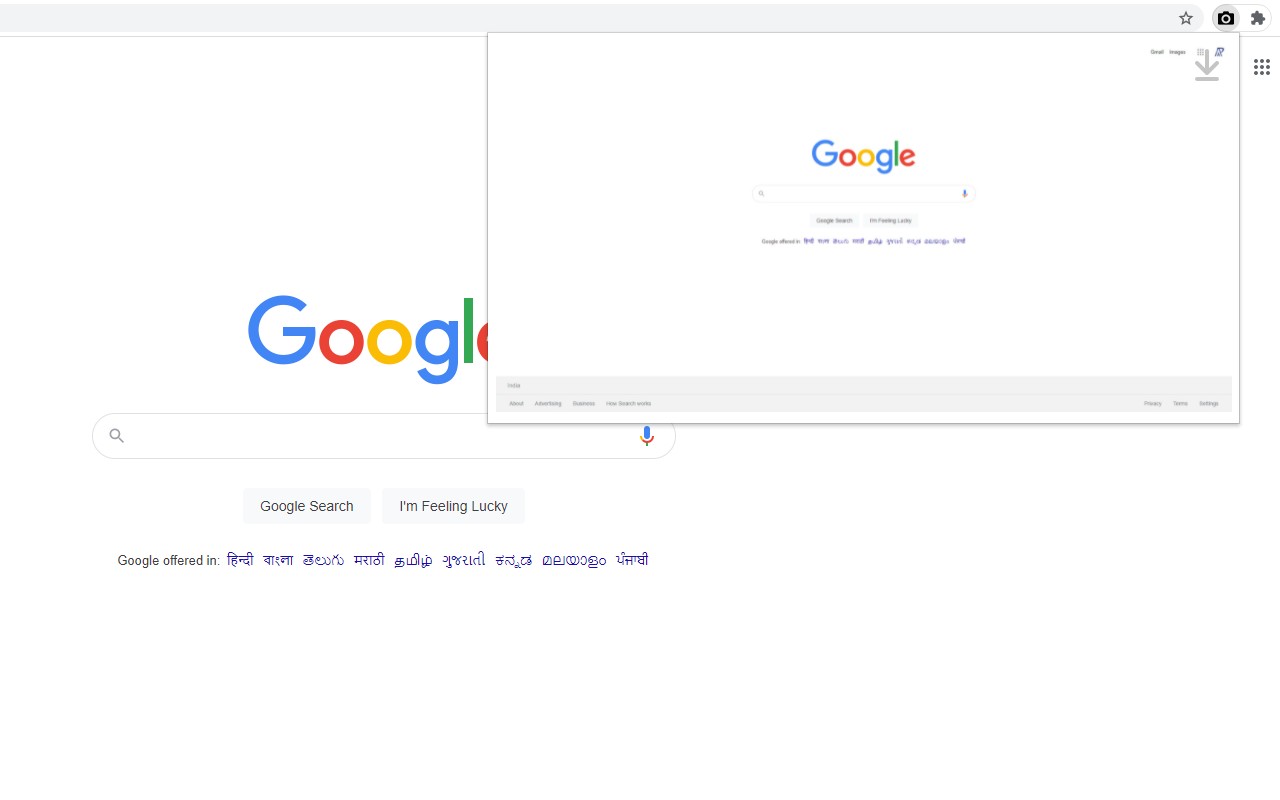 Gmail Images
Google
Google Search I'm Feeling Lucky
Google offered in: हिन्दी বাংলা తెలుగు मराठी தமிழ் ગુજરાતી ಕನ್ನಡ മലയാളം ਪੰਜਾਬੀ
India
About Advertising Business How Search works Privacy Terms Settings
Google
Google Search I'm Feeling Lucky
Google offered in: हिन्दी বাংলা తెలుగు मराठी தமிழ் ગુજરાતી ಕನ್ನಡ മലയാളം ਪੰਜਾਬੀ